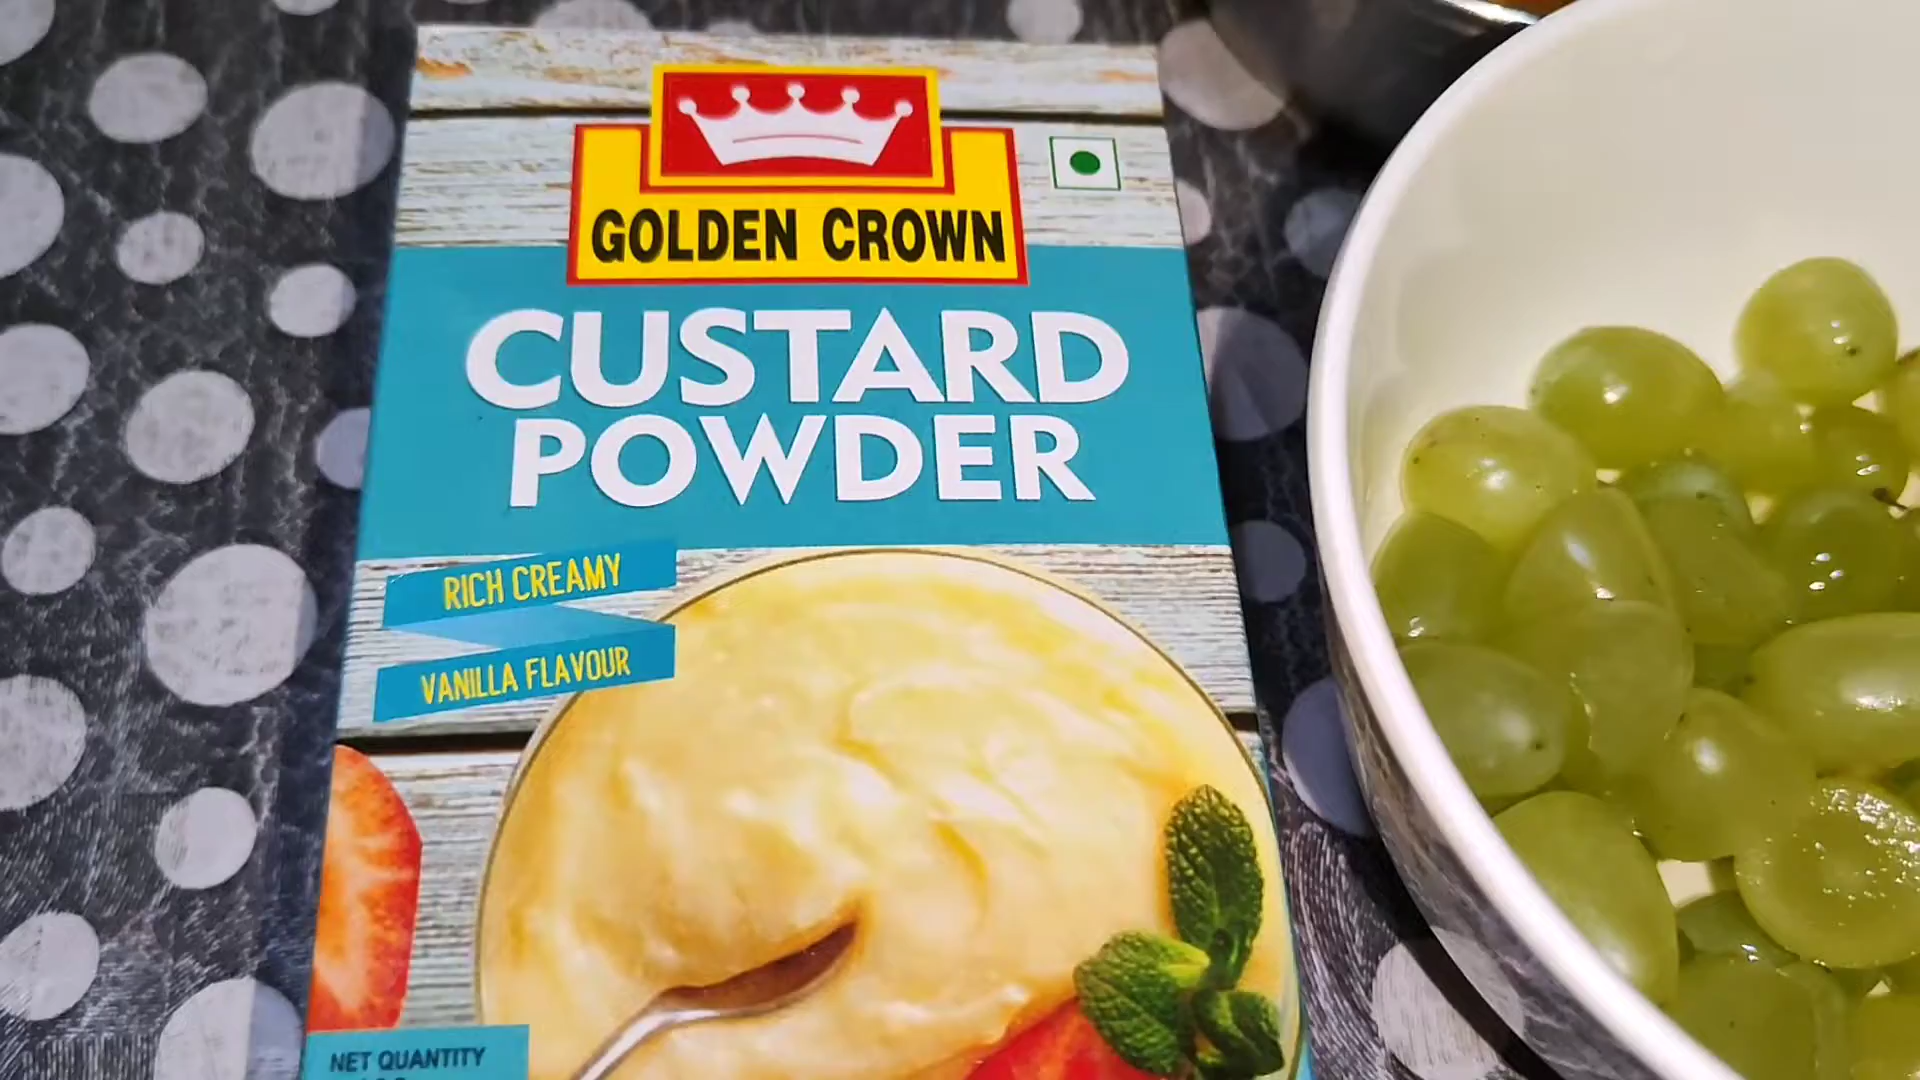 GOLDEN CROWN
CUSTARD
POWDER
RICH CREAMY
VANILLA FLAVOUR
NET QUANTITY